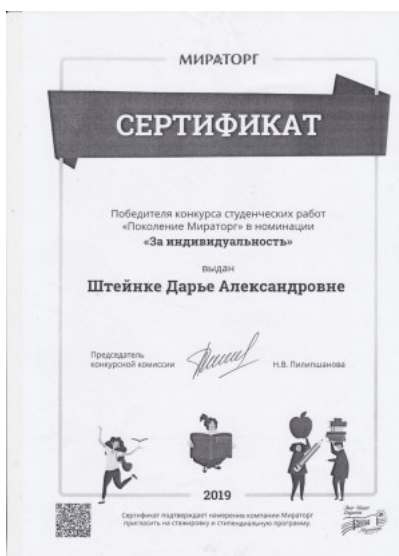 МИРАТОРГ
СЕРТИФИКАТ
Победителя конкурса студенческих работ
«Поколение Мираторг» в номинации
«За индивидуальность»
выдан
Штейнке Дарье Александровне
Председатель
конкурсной комиссии
Н.В. Пилипшанова
2019
Сертификат подтверждает намерение компании Мираторг
пригласить на стажировку и стипендиальную программу.